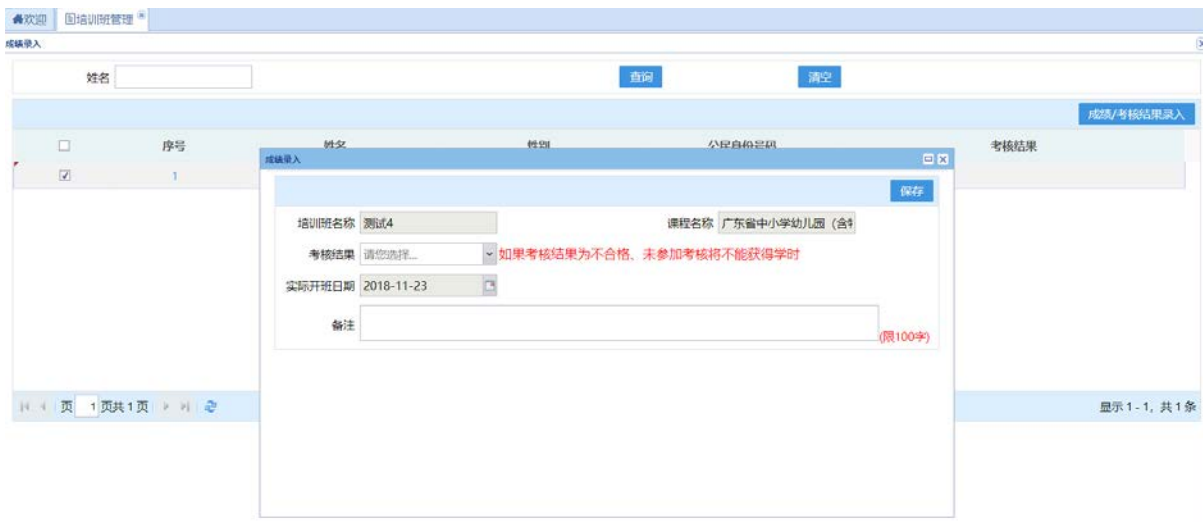 欢迎 培训班管理
成绩录入
姓名 查询 清空
成绩/考核结果录入
序号 姓名 性别 公民身份号码 考核结果
1
成绩录入
保存
培训班名称 测试4 课程名称 广东省中小学幼儿园（含特
考核结果 请您选择... 如果考核结果为不合格、未参加考核将不能获得学时
实际开班日期 2018-11-23
备注
(限100字)
页 1 页共1页 显示1-1, 共1条